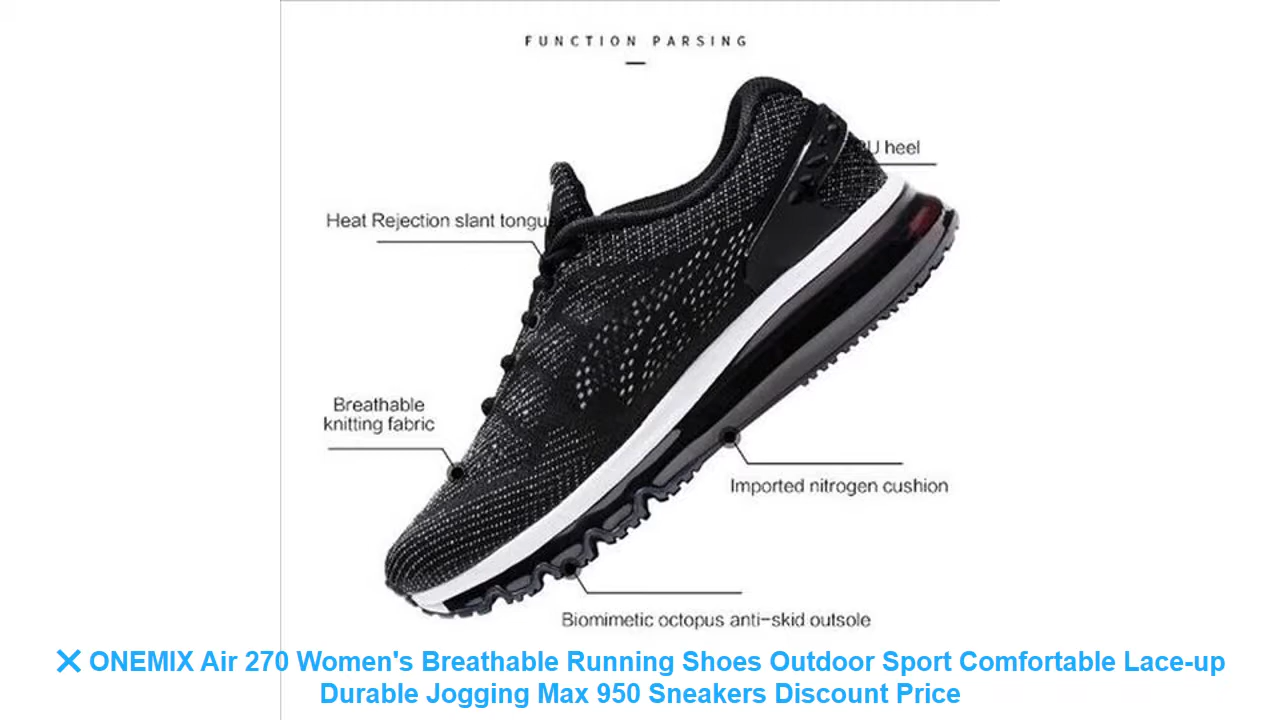 FUNCTION PARSING
heel
Heat Rejection slant
Breathable
knitting fabric
Imported nitrogen cushion
Biomimetic octopus anti-skid outsole
❌ ONEMIX Air 270 Women's Breathable Running Shoes Outdoor Sport Comfortable Lace-up
Durable Jogging Max 950 Sneakers Discount Price